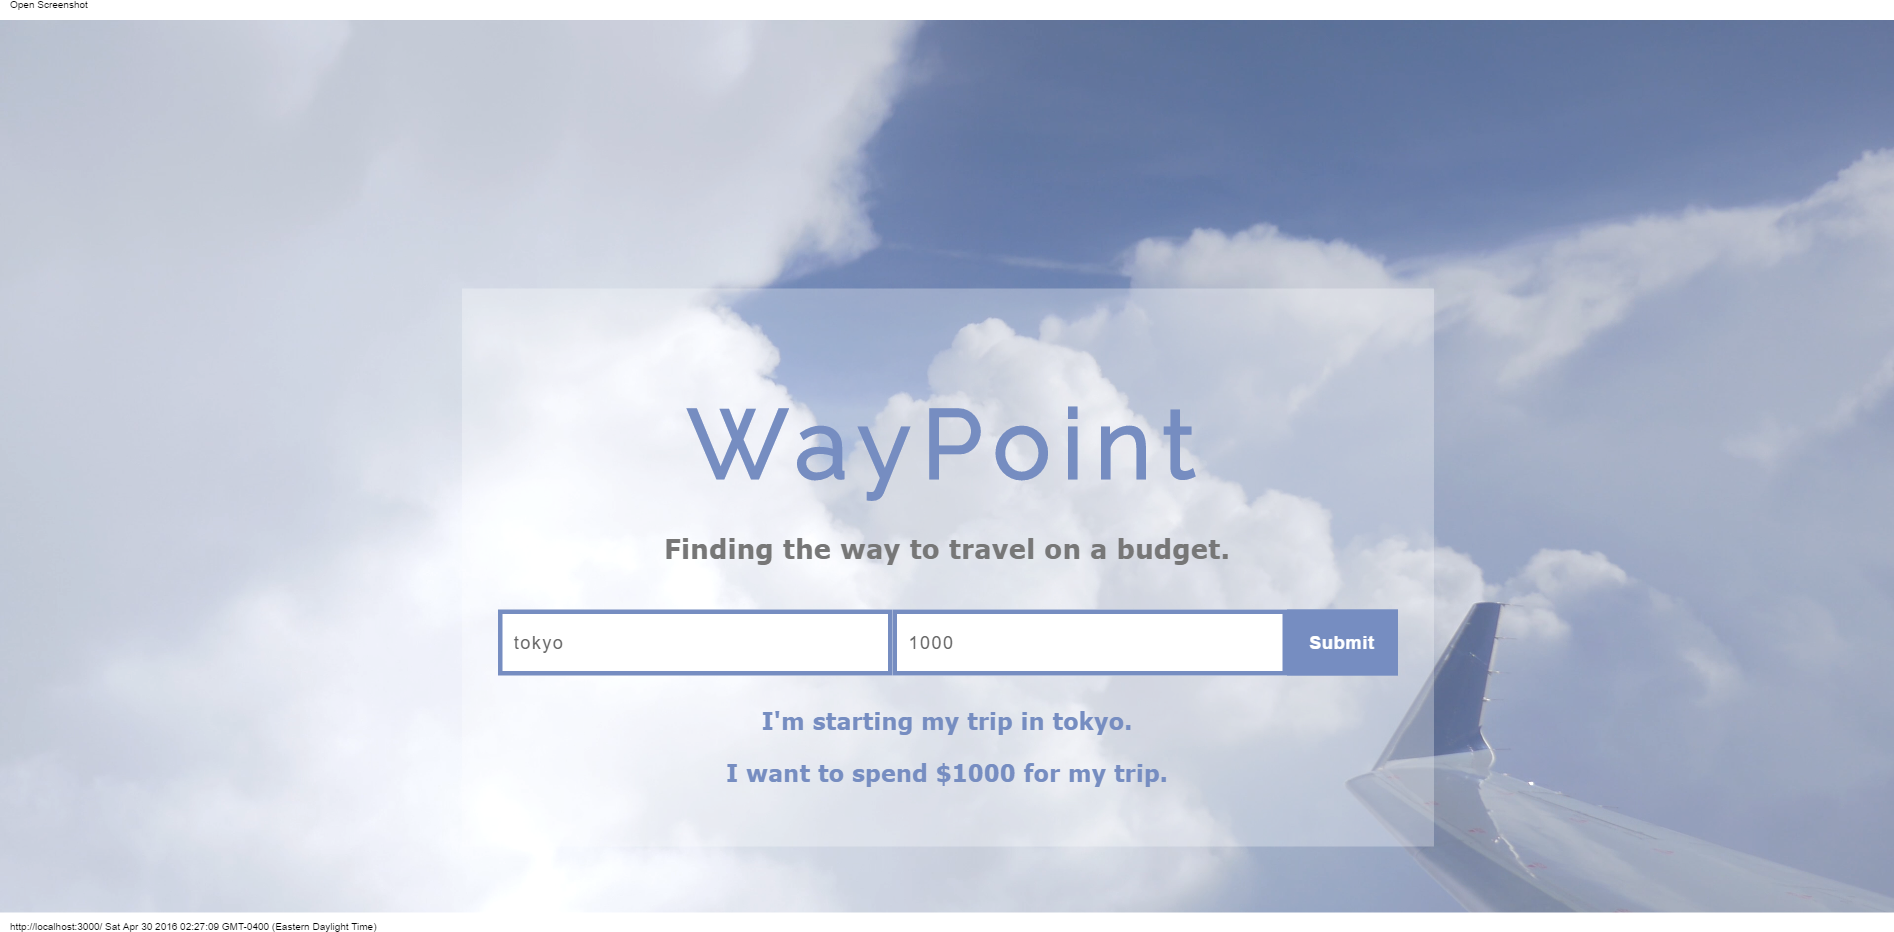 Open Screenshot
WayPoint
Finding the way to travel on a budget.
tokyo
1000
Submit
I'm starting my trip in tokyo.
I want to spend $1000 for my trip.
http://localhost:3000/ Sat Apr 30 2016 02:27:09 GMT-0400 (Eastern Daylight Time)